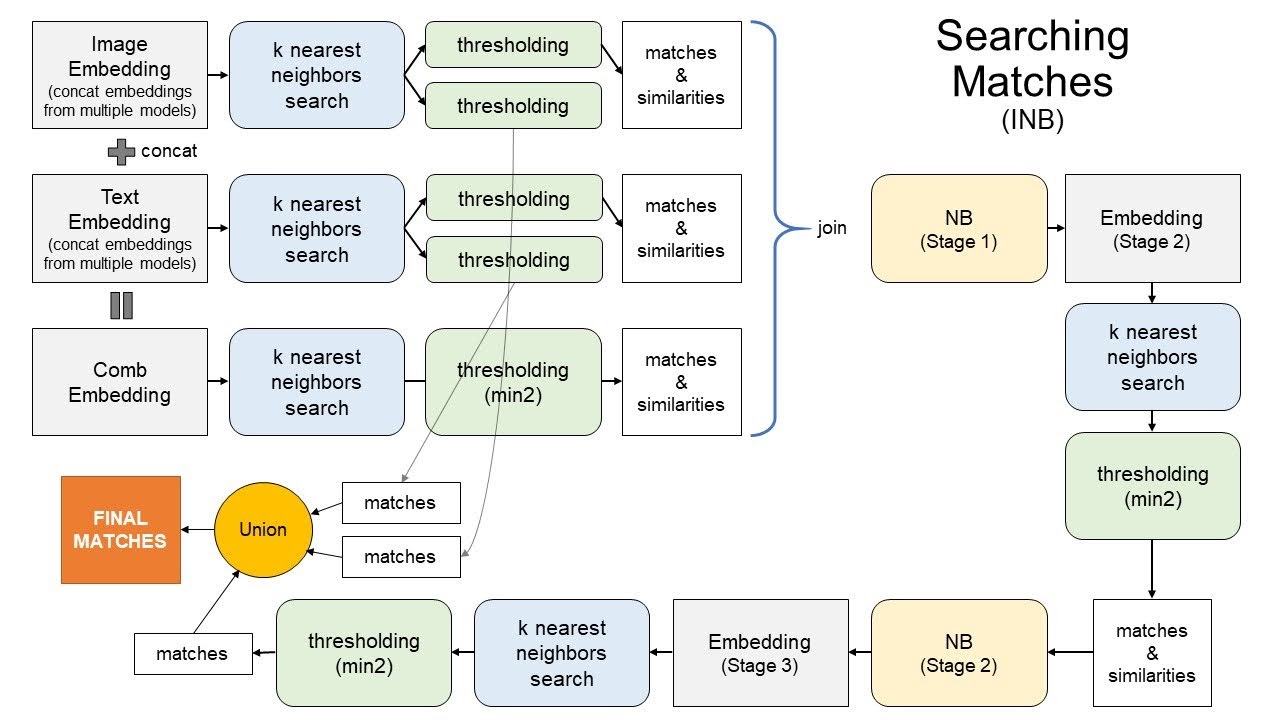 Searching
Matches
(INB)
Image
Embedding
(concat embeddings
from multiple models)
k nearest
neighbors
search
thresholding
thresholding
matches
&
similarities
concat
Text
Embedding
(concat embeddings
from multiple models)
k nearest
neighbors
search
thresholding
thresholding
matches
&
similarities
Comb
Embedding
k nearest
neighbors
search
thresholding
(min2)
matches
&
similarities
join
NB
(Stage 1)
Embedding
(Stage 2)
k nearest
neighbors
search
thresholding
(min2)
matches
&
similarities
NB
(Stage 2)
Embedding
(Stage 3)
k nearest
neighbors
search
thresholding
(min2)
matches
matches
matches
Union
FINAL
MATCHES